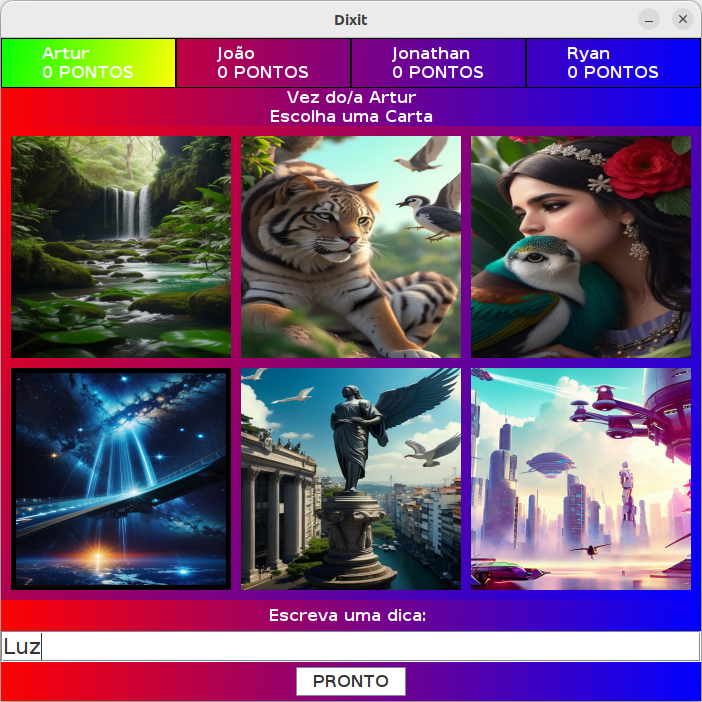 Dixit
Artur
0 PONTOS
João
0 PONTOS
Jonathan
0 PONTOS
Ryan
0 PONTOS
Vez do/a Artur
Escolha uma Carta
Escreva uma dica:
Luz
PRONTO